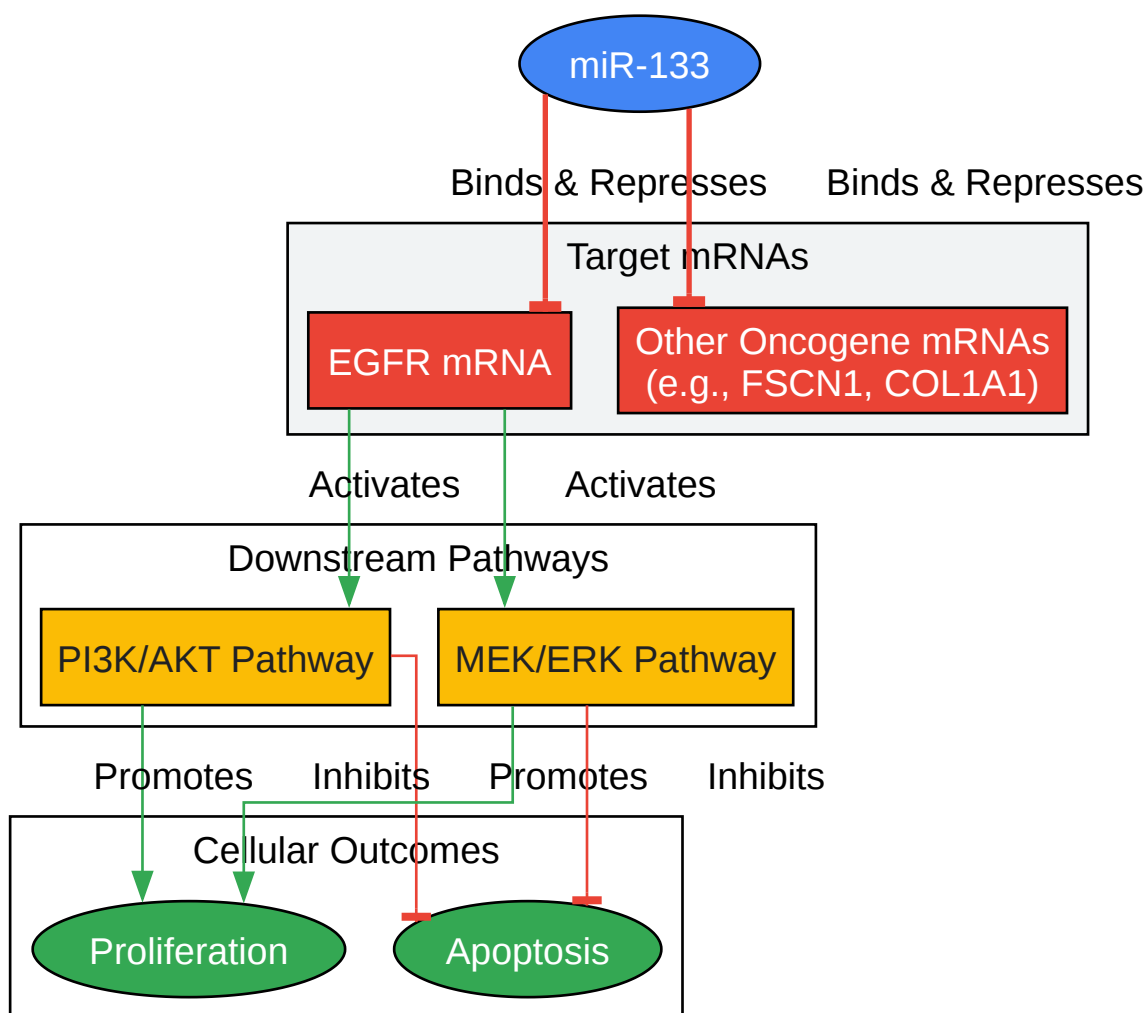 miR-133
Binds & Represses
Binds & Represses
Target mRNAs
EGFR mRNA
Other Oncogene mRNAs
(e.g., FSCN1, COL1A1)
Activates
Activates
Downstream Pathways
PI3K/AKT Pathway
MEK/ERK Pathway
Promotes
Inhibits
Promotes
Inhibits
Cellular Outcomes
Proliferation
Apoptosis